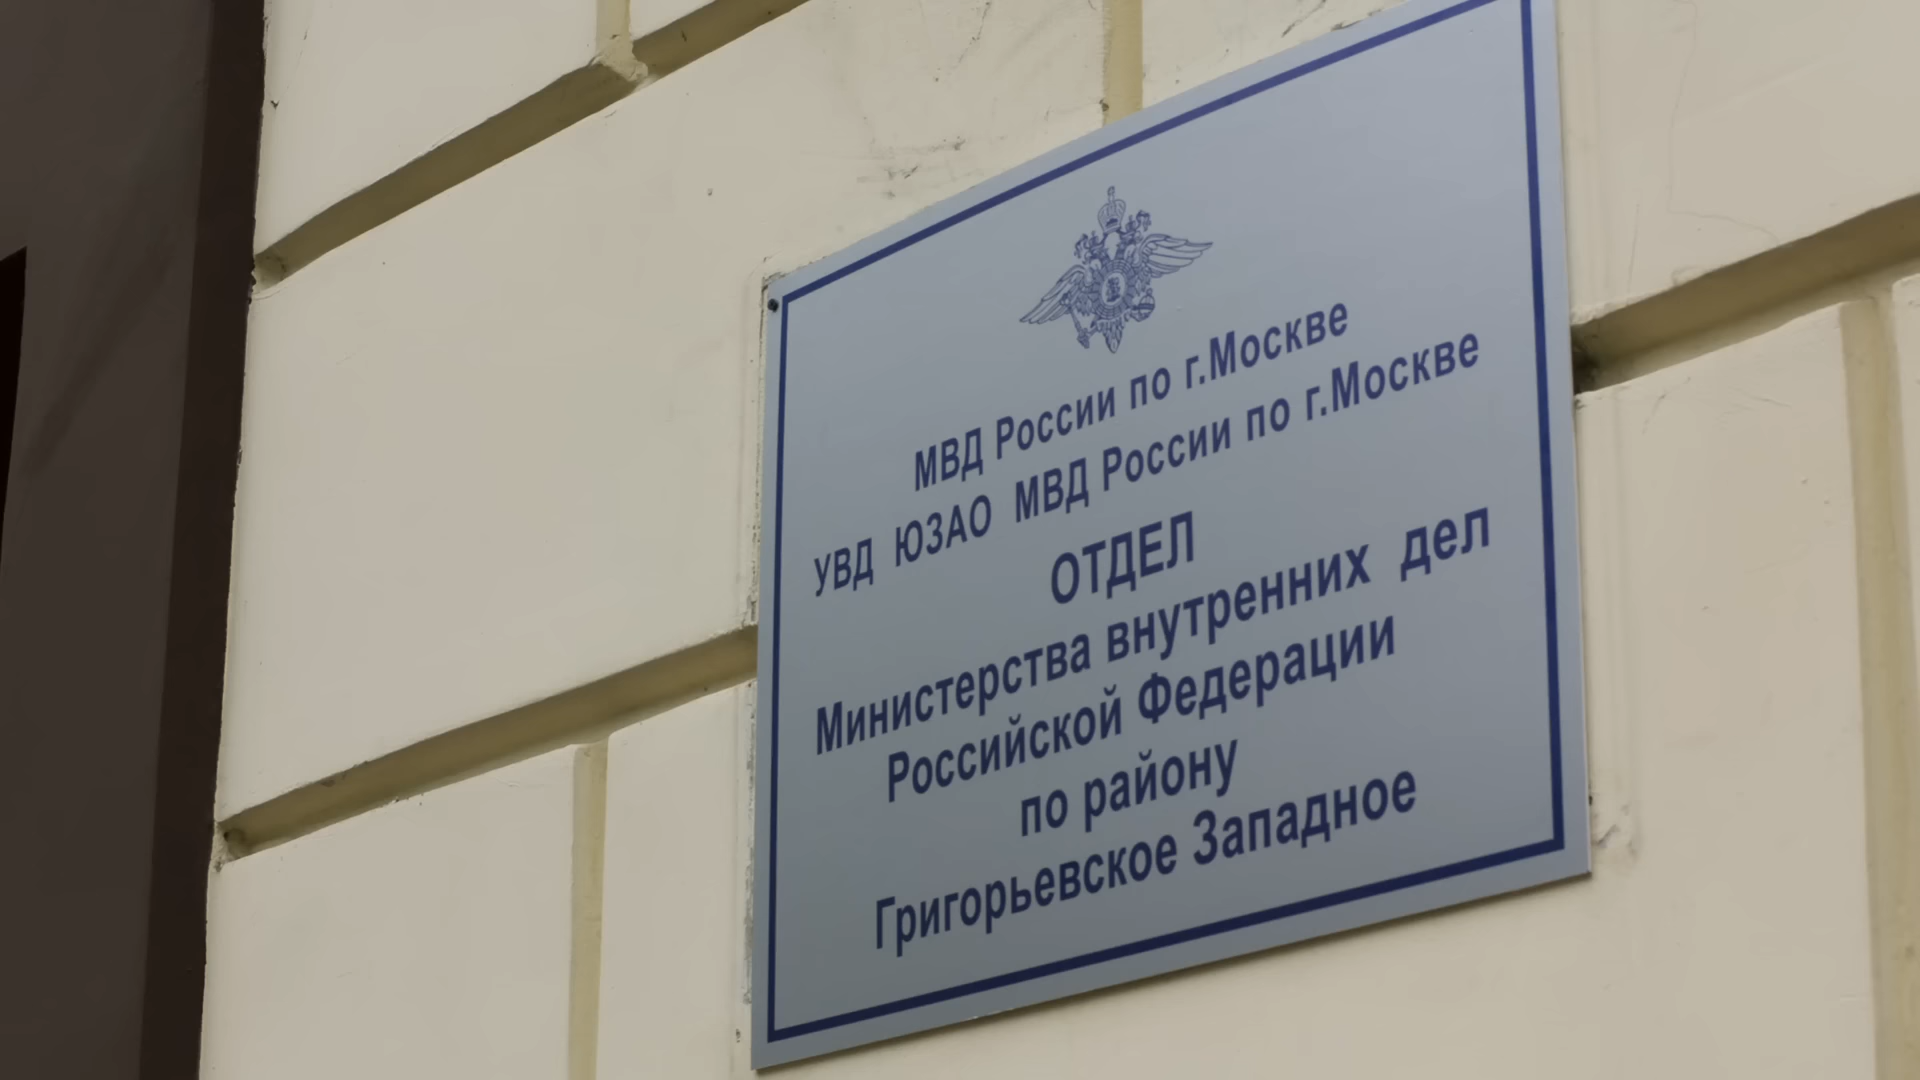 МВД России по г.Москве
УВД ЮЗАО МВД России по г.Москве
ОТДЕЛ
Министерства внутренних дел
Российской Федерации
по району
Григорьевское Западное